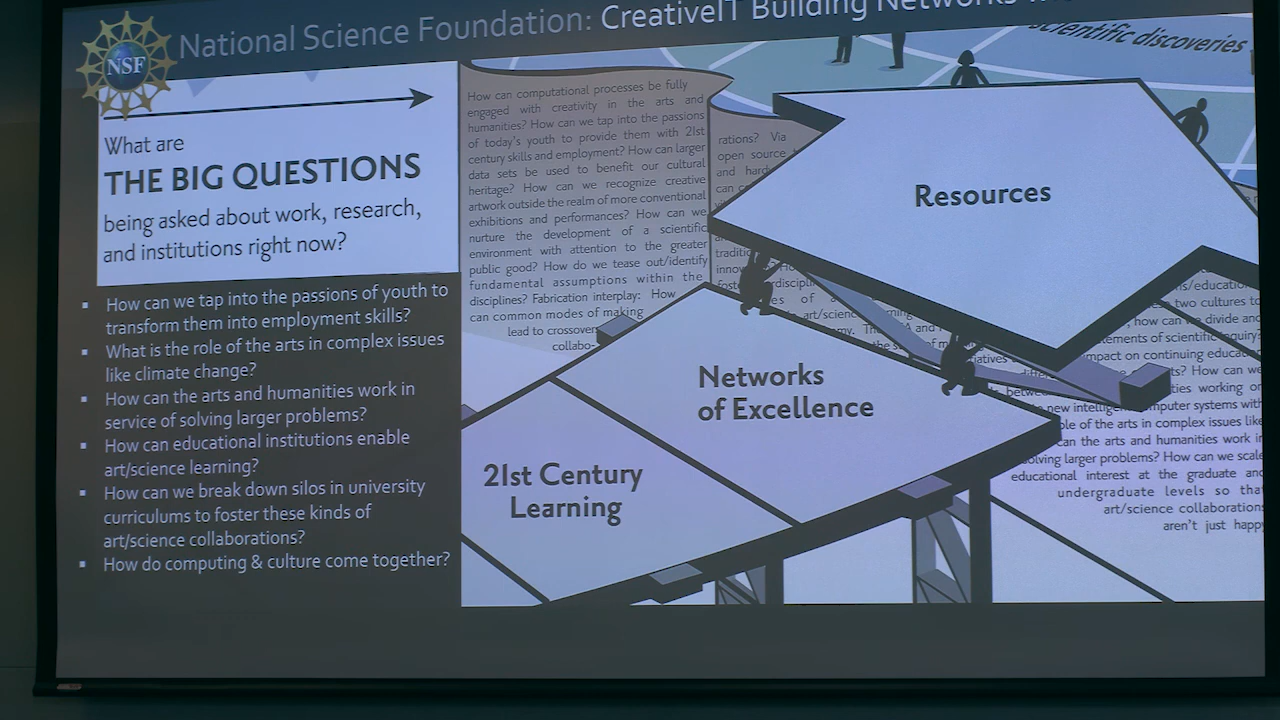 National Science Foundation: CreativeIT Building Networks
NSF
What are
THE BIG QUESTIONS
being asked about work, research,
and institutions right now?
▪ How can we tap into the passions of youth to
transform them into employment skills?
▪ What is the role of the arts in complex issues
like climate change?
▪ How can the arts and humanities work in
service of solving larger problems?
▪ How can educational institutions enable
art/science learning?
▪ How can we break down silos in university
curriculums to foster these kinds of
art/science collaborations?
▪ How do computing & culture come together?
How can computational processes be fully
engaged with creativity in the arts and
humanities? How can we tap into the passions
of today's youth to provide them with 21st
century skills and employment? How can larger
data sets be used to benefit our cultural
heritage? How can we recognize creative
artwork outside the realm of more conventional
exhibitions and performances? How can we
nurture the development of a scientific
environment with attention to the greater
public good? How do we tease out/identify
fundamental assumptions within the
disciplines? Fabrication interplay: How
can common modes of making
lead to crossover
collabo-
rations? Via
open source
and hard
scientific discoveries
Resources
Networks
of Excellence
21st Century
Learning
two cultures to
how can divide and
of scientific
impact on continuing
How can we
working
new computer systems with
of the arts in complex issues like
can the arts and humanities work in
solving larger problems? How can we scale
educational interest at the graduate and
undergraduate levels so that
art/science collaborations
aren't just happy